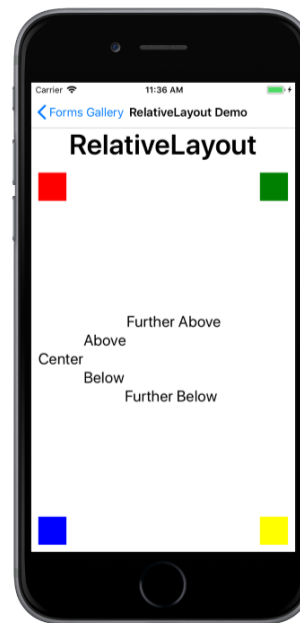 Carrier 11:36 AM
Forms Gallery RelativeLayout Demo
RelativeLayout
Further Above
Above
Center
Below
Further Below